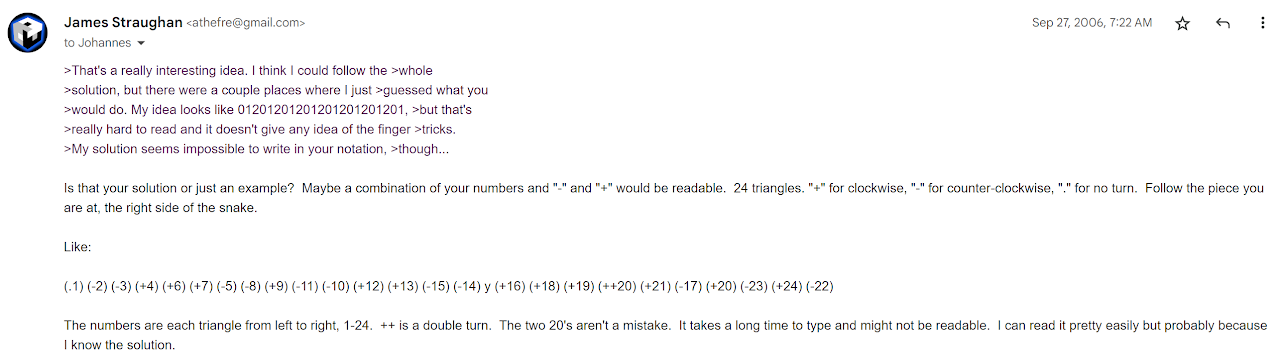 James Straughan <athefre@gmail.com>
Sep 27, 2006, 7:22 AM
to Johannes
>That's a really interesting idea. I think I could follow the >whole
>solution, but there were a couple places where I just >guessed what you
>would do. My idea looks like 01201201201201201201201, >but that's
>really hard to read and it doesn't give any idea of the finger >tricks.
>My solution seems impossible to write in your notation, >though...
Is that your solution or just an example?  Maybe a combination of your numbers and "-" and "+" would be readable.  24 triangles. "+" for clockwise, "-" for counter-clockwise, "." for no turn.  Follow the piece you
are at, the right side of the snake.
Like:
(.1) (-2) (-3) (+4) (+6) (+7) (-5) (-8) (+9) (-11) (-10) (+12) (+13) (-15) (-14) y (+16) (+18) (+19) (++20) (+21) (-17) (+20) (-23) (+24) (-22)
The numbers are each triangle from left to right, 1-24.  ++ is a double turn.  The two 20's aren't a mistake.  It takes a long time to type and might not be readable.  I can read it pretty easily but probably because
I know the solution.